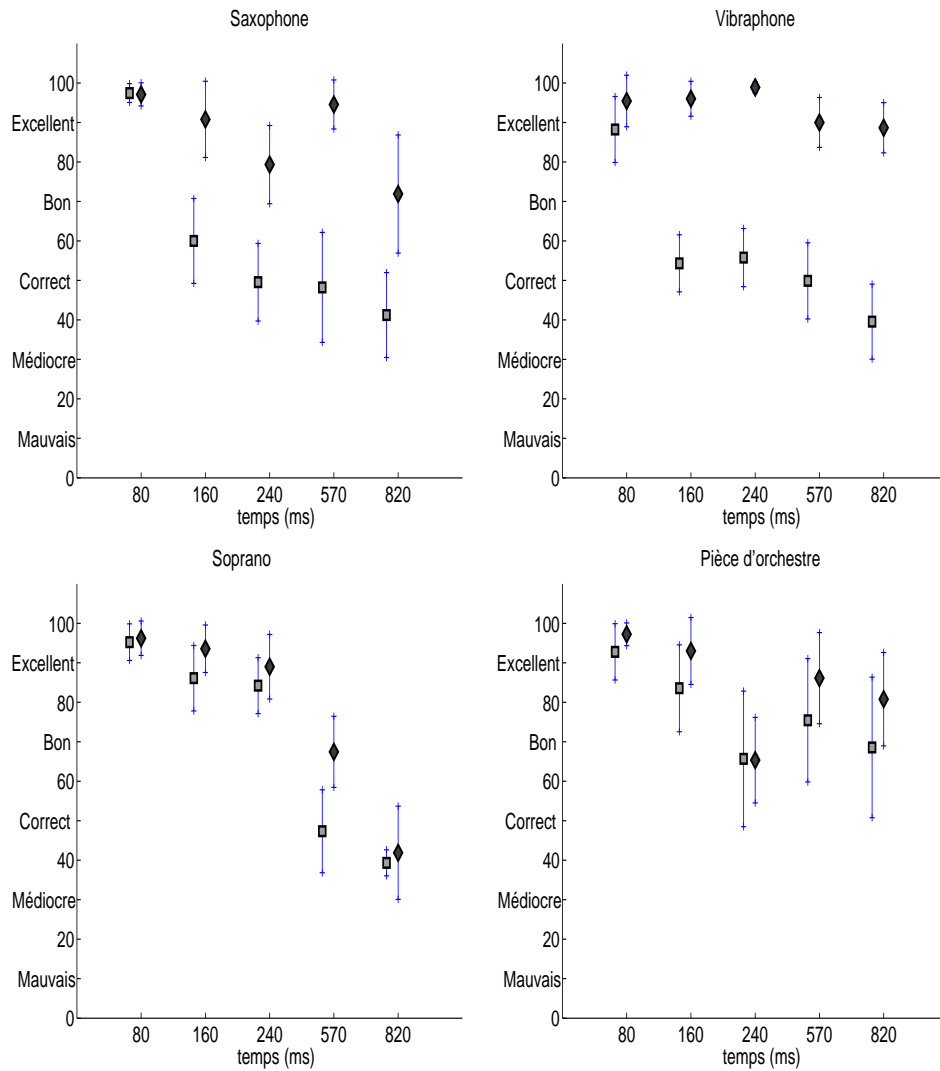 Saxophone
100
Excellent
80
Bon
60
Correct
40
Médiocre
20
Mauvais
0
80 160 240 570 820
temps (ms)
Vibraphone
100
Excellent
80
Bon
60
Correct
40
Médiocre
20
Mauvais
0
80 160 240 570 820
temps (ms)
Soprano
100
Excellent
80
Bon
60
Correct
40
Médiocre
20
Mauvais
0
80 160 240 570 820
temps (ms)
Pièce d'orchestre
100
Excellent
80
Bon
60
Correct
40
Médiocre
20
Mauvais
0
80 160 240 570 820
temps (ms)